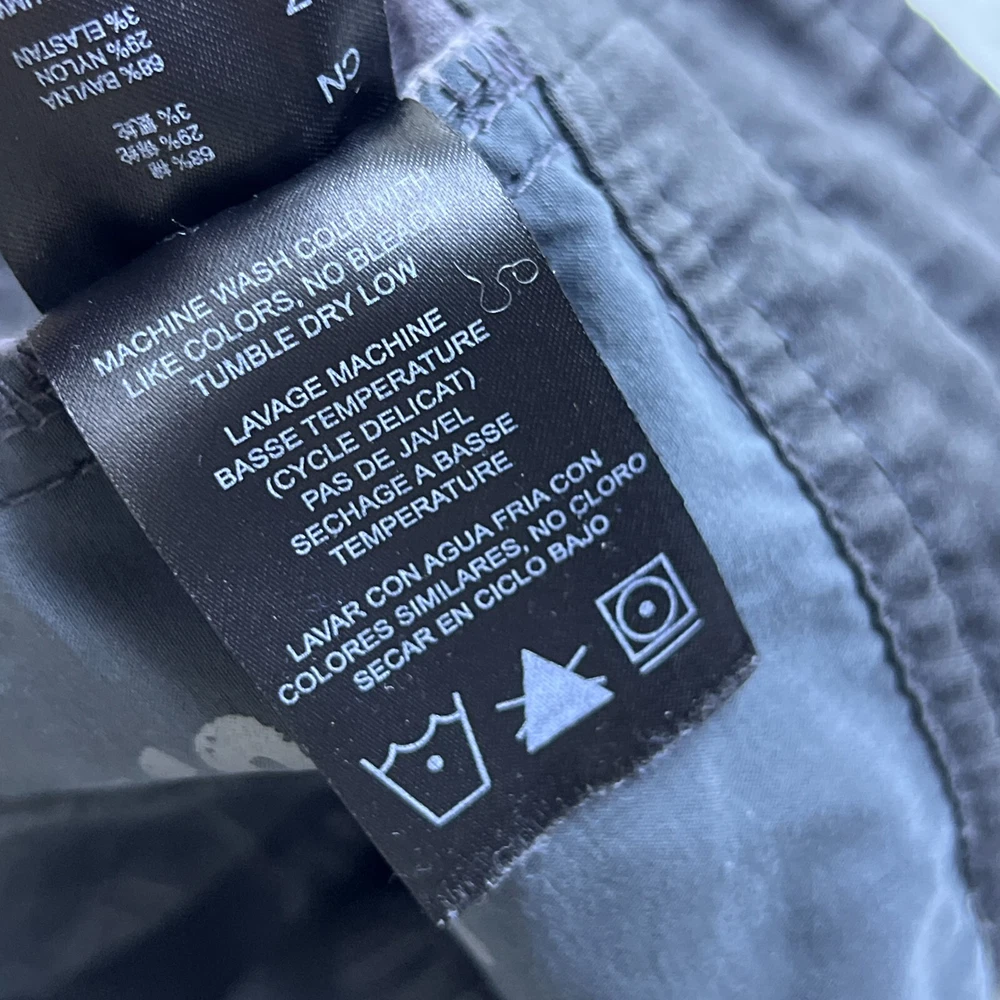 CN
68% 棉
29% 锦纶
3% 氨纶
68% BAVLNA
29% NYLON
3% ELASTAN
MACHINE WASH COLD WITH
LIKE COLORS, NO BLEACH
TUMBLE DRY LOW
LAVAGE MACHINE
BASSE TEMPERATURE
(CYCLE DELICAT)
PAS DE JAVEL
SECHAGE A BASSE
TEMPERATURE
LAVAR CON AGUA FRIA CON
COLORES SIMILARES, NO CLORO
SECAR EN CICLO BAJO